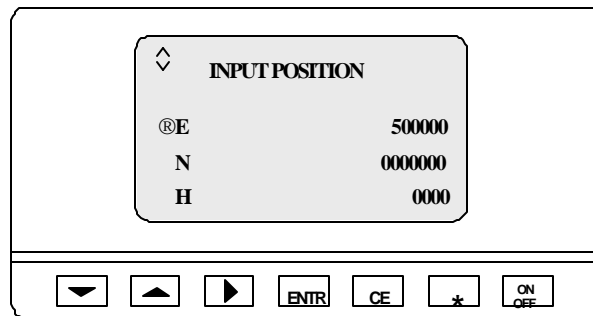 INPUT POSITION
®E 500000
N 0000000
H 0000
ENTR CE * ON OFF